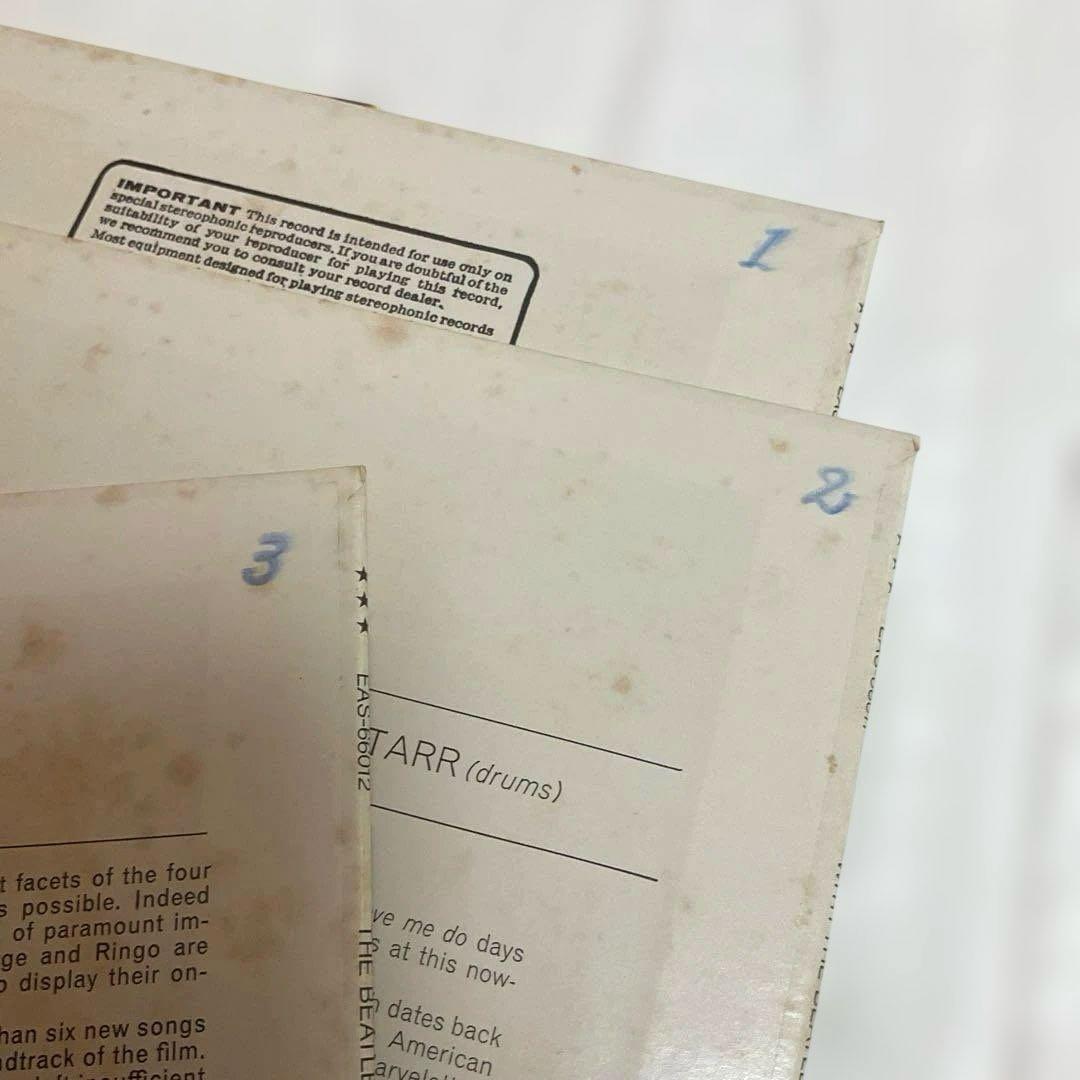 IMPORTANT This record is intended for use only on
special stereophonic reproducers. If you are doubtful of the
suitability of your reproducer for playing this record,
we recommend you to consult your record dealer.
Most equipment designed for playing stereophonic records
1
2
TARR (drums)
ve me do days
s at this now-
dates back
American
3
★★★ EAS-66012 THE BEATL
t facets of the four
s possible. Indeed
of paramount im-
ge and Ringo are
o display their on-
han six new songs
dtrack of the film.